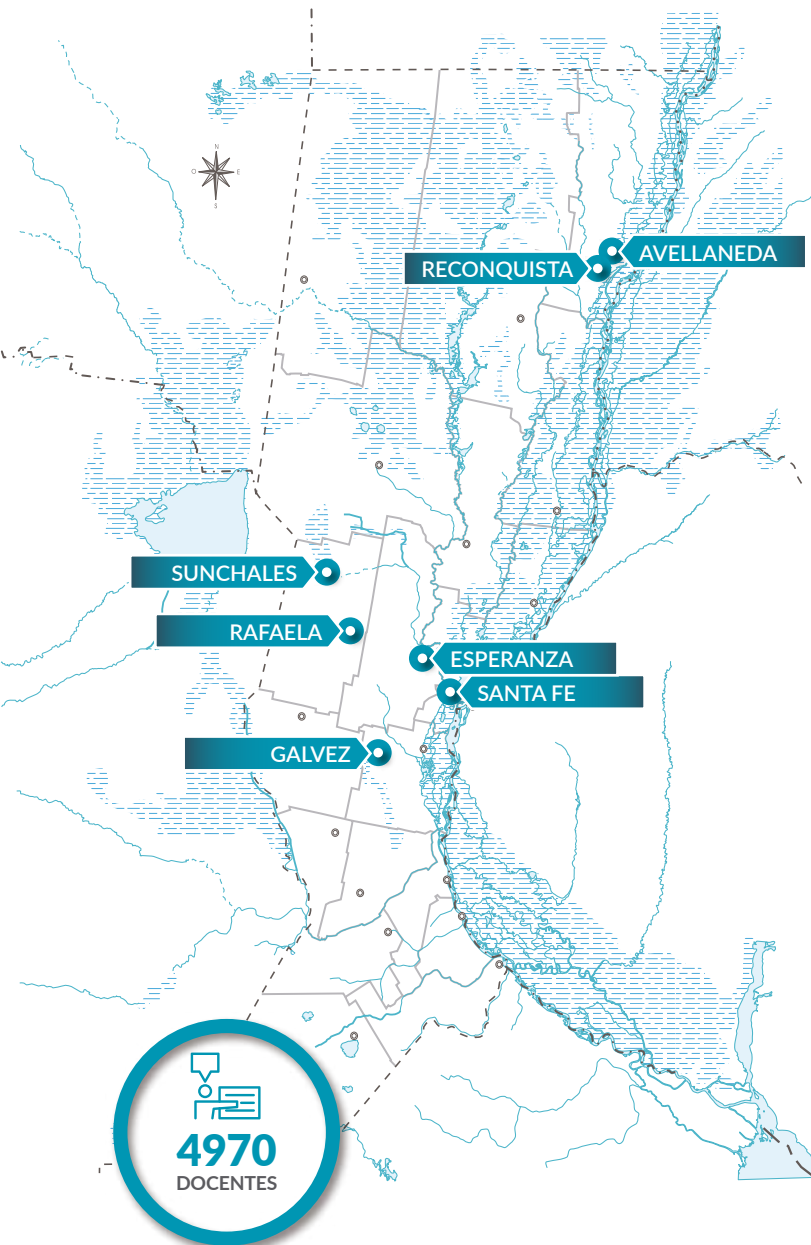 N
O
E
S
AVELLANEDA
RECONQUISTA
SUNCHALES
RAFAELA
ESPERANZA
SANTA FE
GALVEZ
4970
DOCENTES